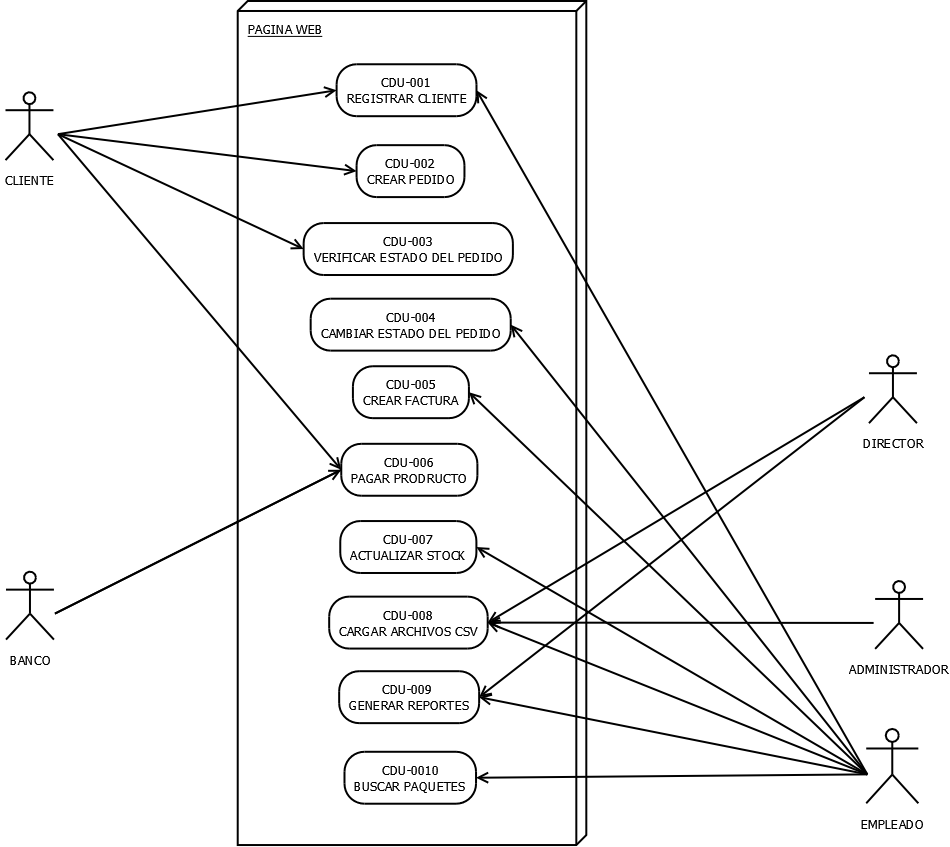 PAGINA WEB
CDU-001
REGISTRAR CLIENTE
CDU-002
CREAR PEDIDO
CLIENTE
CDU-003
VERIFICAR ESTADO DEL PEDIDO
CDU-004
CAMBIAR ESTADO DEL PEDIDO
CDU-005
CREAR FACTURA
DIRECTOR
CDU-006
PAGAR PRODRUCTO
CDU-007
ACTUALIZAR STOCK
CDU-008
CARGAR ARCHIVOS CSV
BANCO
ADMINISTRADOR
CDU-009
GENERAR REPORTES
CDU-0010
BUSCAR PAQUETES
EMPLEADO